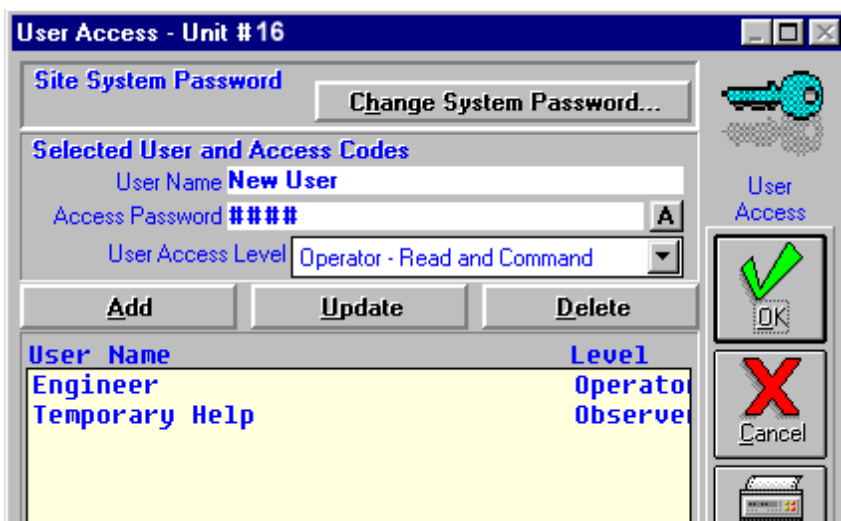 User Access - Unit #16
Site System Password
Change System Password...
Selected User and Access Codes
User Name New User
Access Password #### A
User Access Level Operator - Read and Command
Add Update Delete
User Name Level
Engineer Operator
Temporary Help Observer
User
Access
OK
Cancel